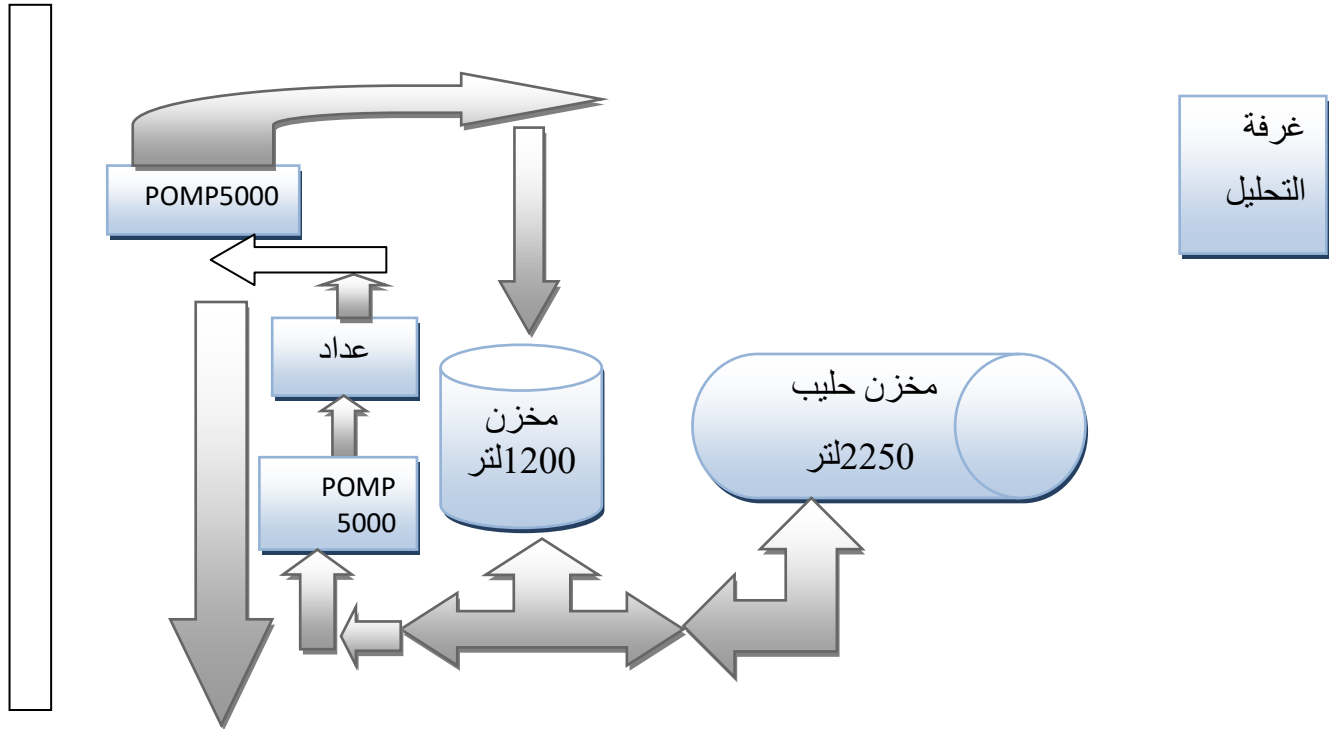 غرفة
التحليل
POMP5000
عداد
مخزن
1200لتر
مخزن حليب
2250لتر
POMP
5000